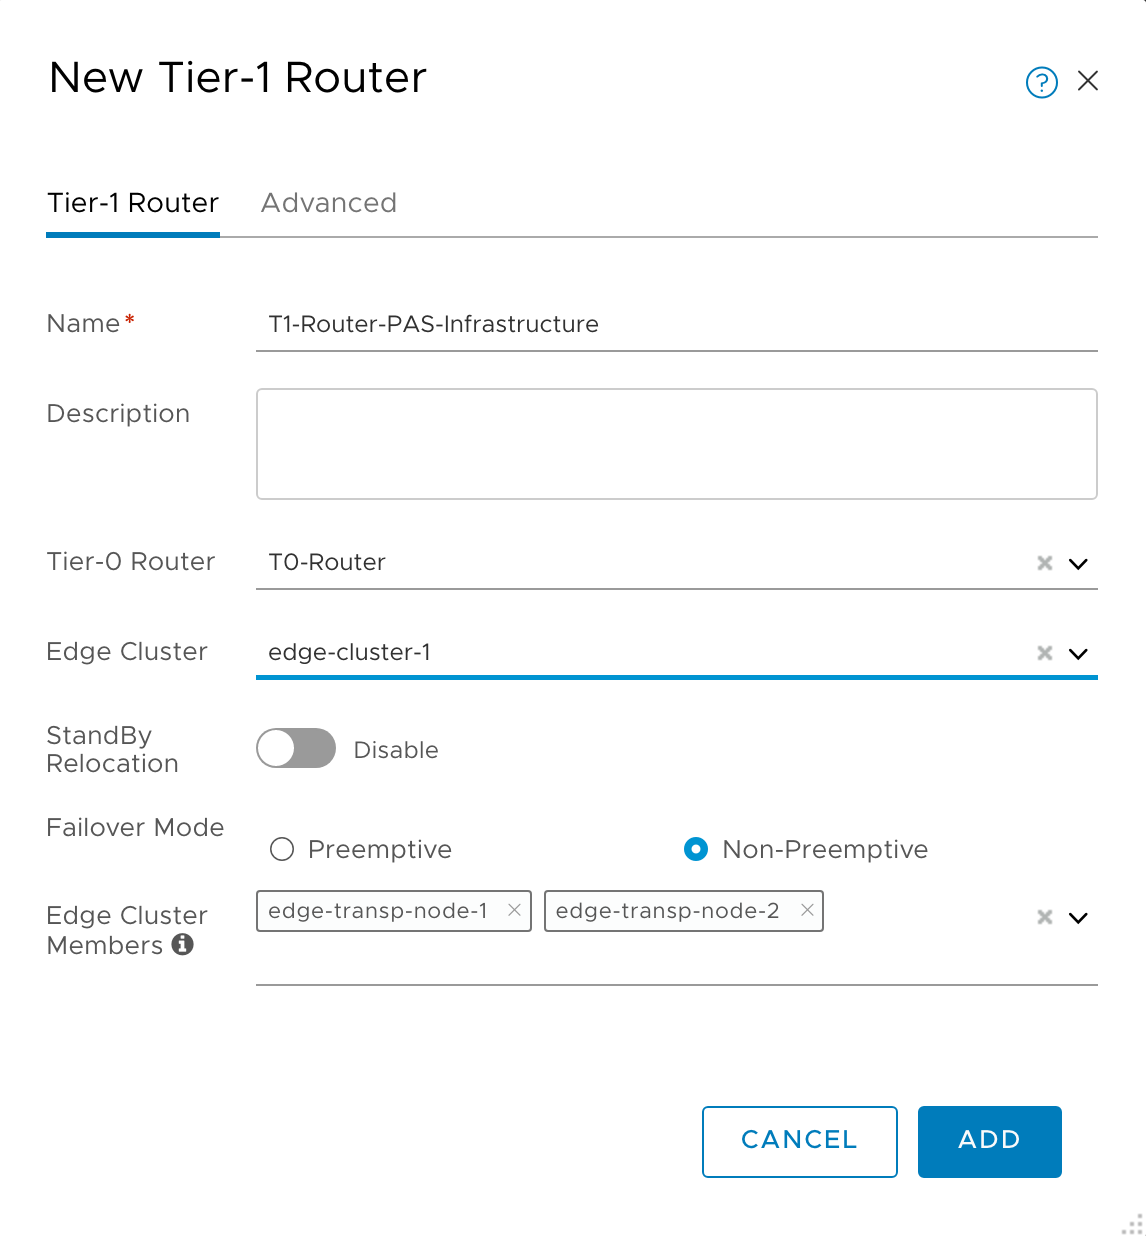 New Tier-1 Router
?
Tier-1 Router Advanced
Name* T1-Router-PAS-Infrastructure
Description
Tier-0 Router T0-Router
Edge Cluster edge-cluster-1
StandBy
Relocation
Disable
Failover Mode
Preemptive Non-Preemptive
Edge Cluster
Members
edge-transp-node-1 edge-transp-node-2
CANCEL ADD